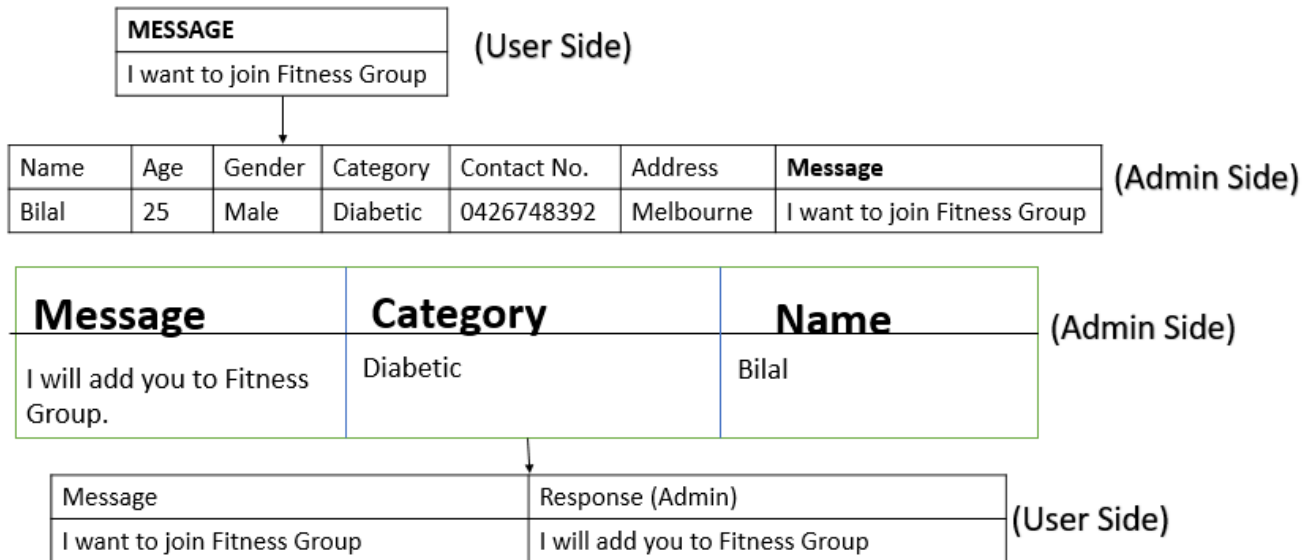 MESSAGE
(User Side)
I want to join Fitness Group
Name Age Gender Category Contact No. Address Message
(Admin Side)
Bilal 25 Male Diabetic 0426748392 Melbourne I want to join Fitness Group
Message Category Name
(Admin Side)
I will add you to Fitness
Group.
Diabetic
Bilal
Message Response (Admin)
(User Side)
I want to join Fitness Group I will add you to Fitness Group